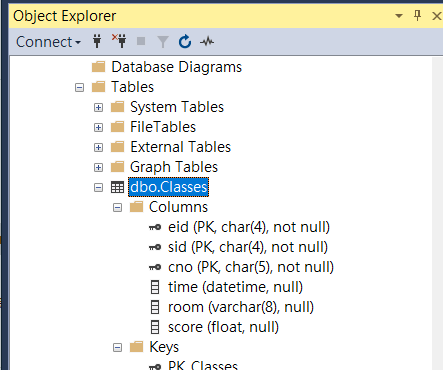 Object Explorer
Connect
Database Diagrams
Tables
System Tables
FileTables
External Tables
Graph Tables
dbo.Classes
Columns
eid (PK, char(4), not null)
sid (PK, char(4), not null)
cno (PK, char(5), not null)
time (datetime, null)
room (varchar(8), null)
score (float, null)
Keys
PK_Classes